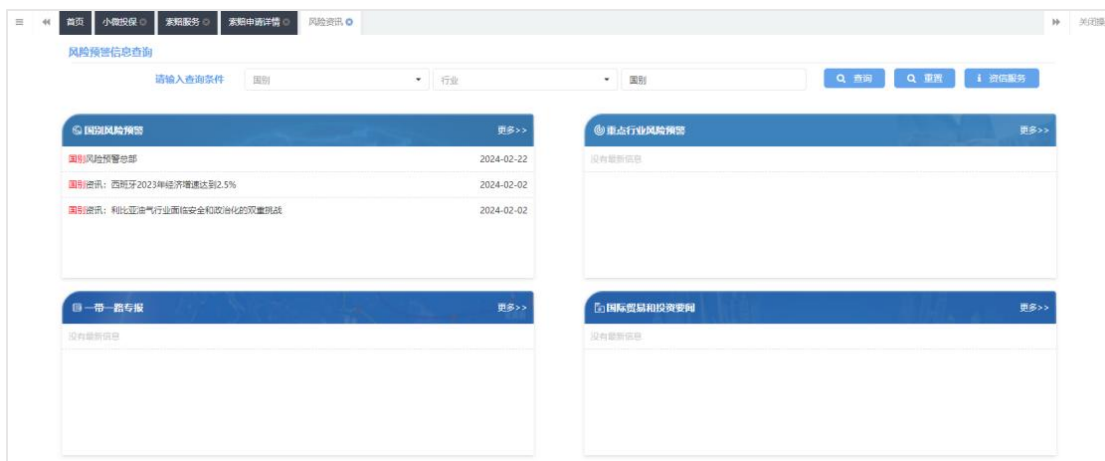 首页 小微投保 索赔服务 索赔申请详情 风险资讯 关闭操
风险预警信息查询
请输入查询条件 国别 行业 国别 查询 重置 资信服务
国别风险预警 更多>>
国别风险预警总部 2024-02-22
国别资讯：西班牙2023年经济增速达到2.5% 2024-02-02
国别资讯：利比亚油气行业面临安全和政治化的双重挑战 2024-02-02
重点行业风险预警 更多>>
没有最新信息
一带一路专报 更多>>
没有最新信息
国际贸易和投资要闻 更多>>
没有最新信息